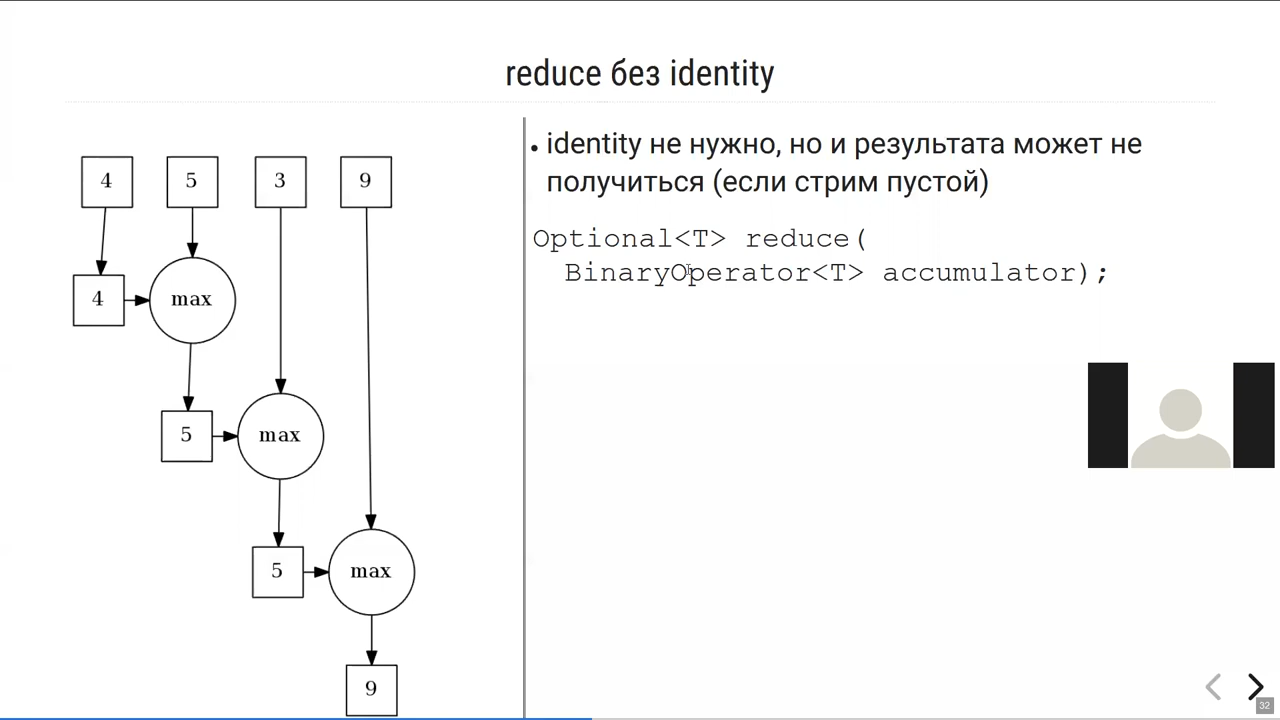 reduce без identity
4 5 3 9
4 max
5 max
5 max
9
• identity не нужно, но и результата может не
получиться (если стрим пустой)
Optional<T> reduce(
BinaryOperator<T> accumulator);
32